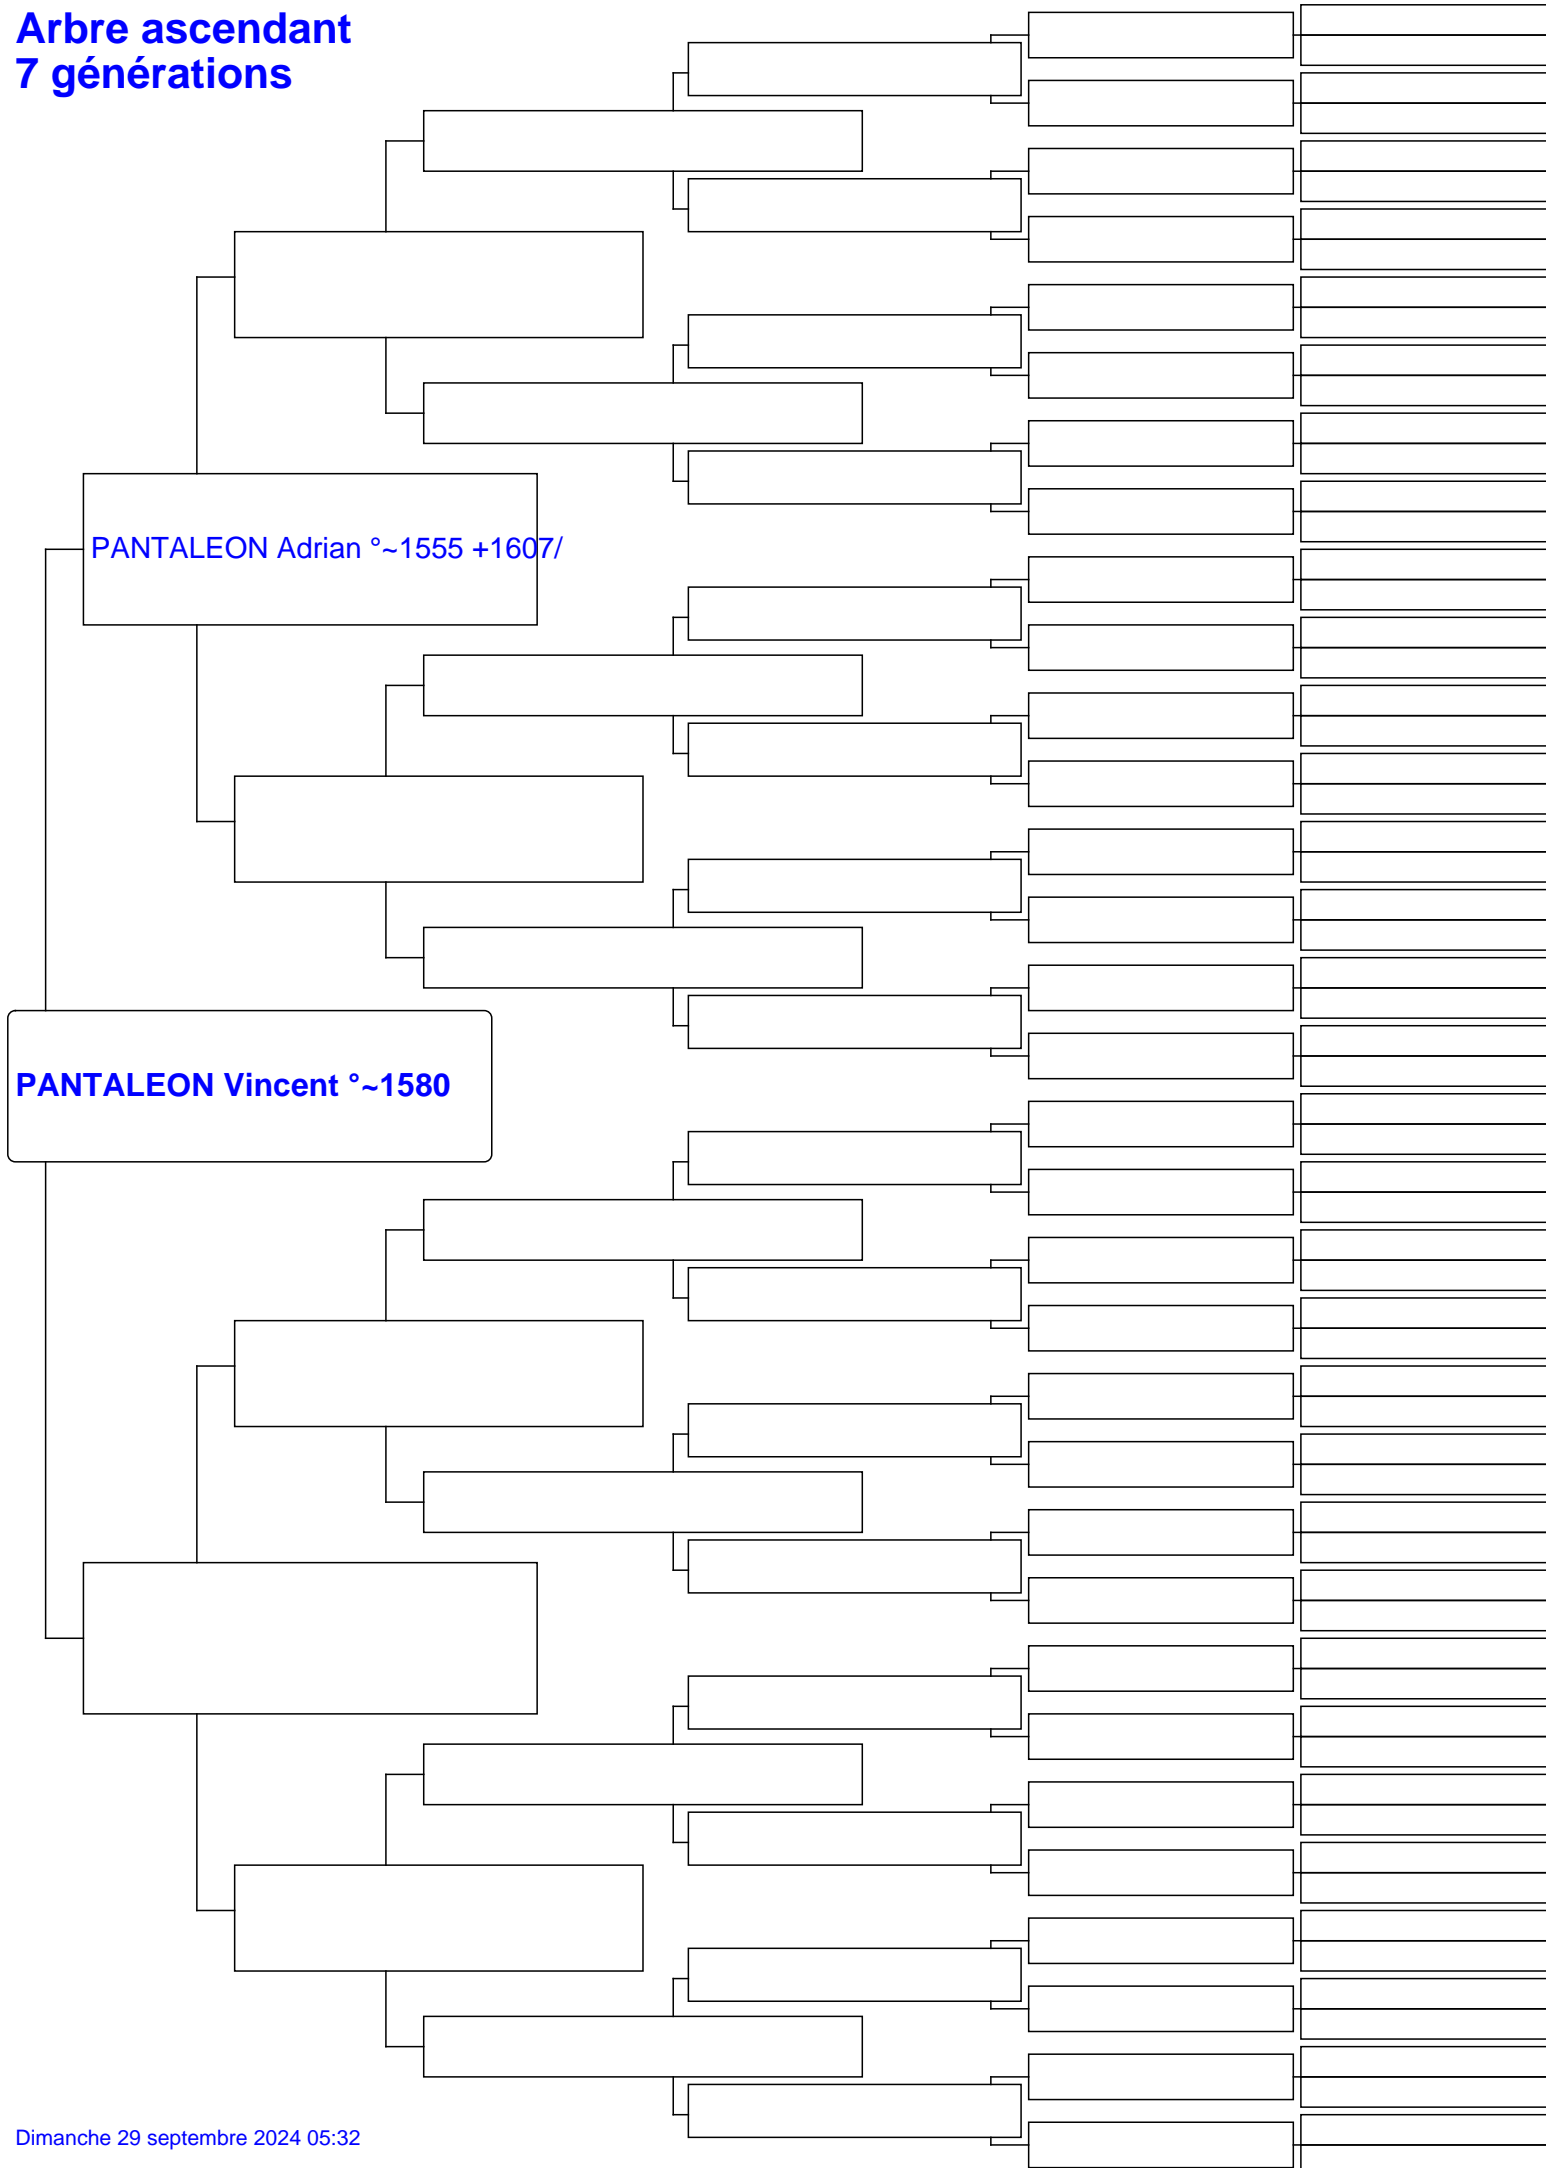 Arbre ascendant
7 générations
PANTALEON Adrian °~1555 +1607/
PANTALEON Vincent °~1580
Dimanche 29 septembre 2024 05:32